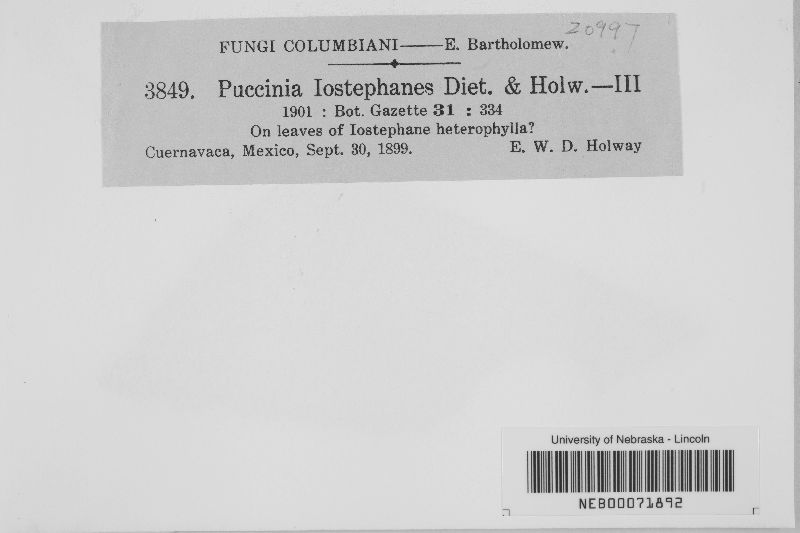 20997
FUNGI COLUMBIANI——E. Bartholomew.
3849. Puccinia Iostephanes Diet. & Holw.—III
1901 : Bot. Gazette 31 : 334
On leaves of Iostephane heterophylla?
Cuernavaca, Mexico, Sept. 30, 1899. E. W. D. Holway
University of Nebraska - Lincoln
NEB00071892